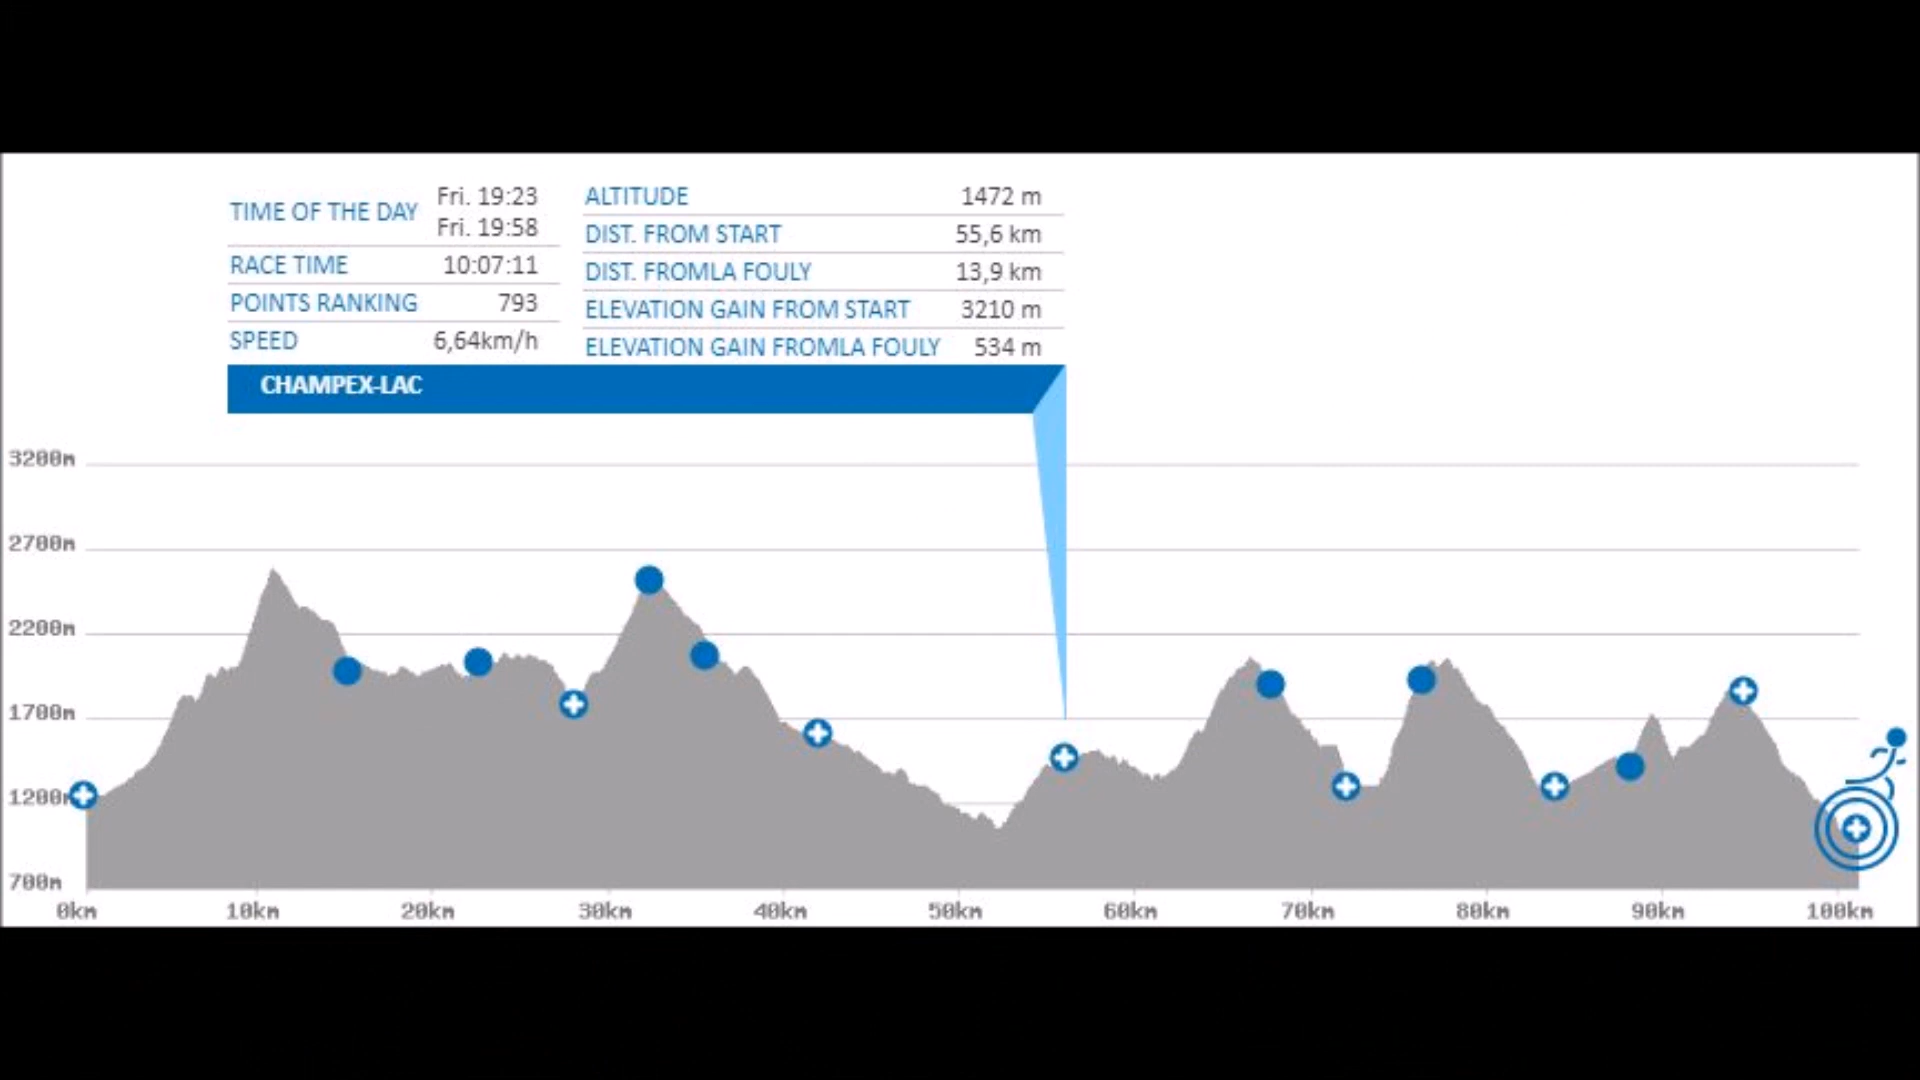 TIME OF THE DAY Fri. 19:23
Fri. 19:58
RACE TIME 10:07:11
POINTS RANKING 793
SPEED 6,64km/h
ALTITUDE 1472 m
DIST. FROM START 55,6 km
DIST. FROMLA FOULY 13,9 km
ELEVATION GAIN FROM START 3210 m
ELEVATION GAIN FROMLA FOULY 534 m
CHAMPEX-LAC
3200m
2700m
2200m
1700m
1200m
700m
0km 10km 20km 30km 40km 50km 60km 70km 80km 90km 100km